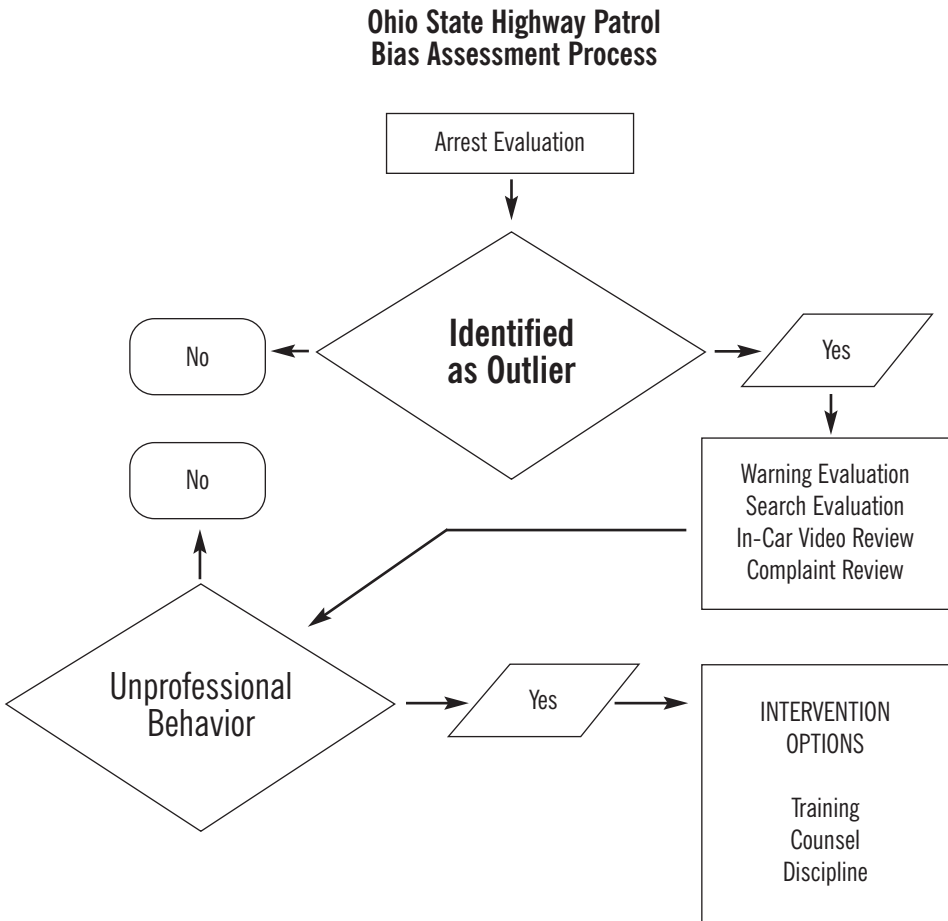 Ohio State Highway Patrol
Bias Assessment Process
Arrest Evaluation
Identified
as Outlier
No
Yes
Warning Evaluation
Search Evaluation
In-Car Video Review
Complaint Review
No
Unprofessional
Behavior
Yes
INTERVENTION
OPTIONS
Training
Counsel
Discipline